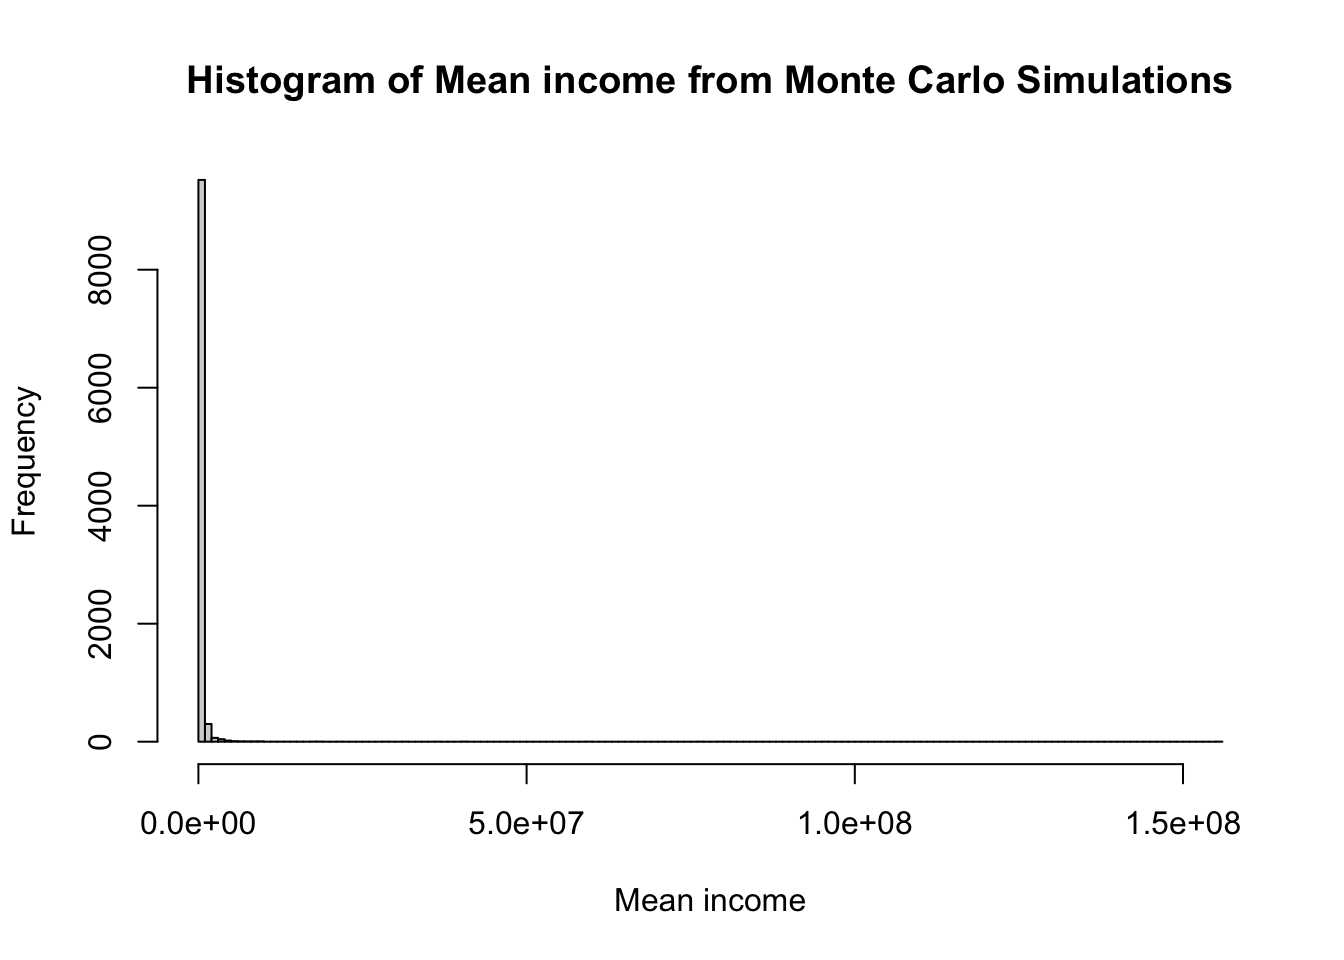 Histogram of Mean income from Monte Carlo Simulations
Frequency
8000
6000
4000
2000
0
0.0e+00 5.0e+07 1.0e+08 1.5e+08
Mean income